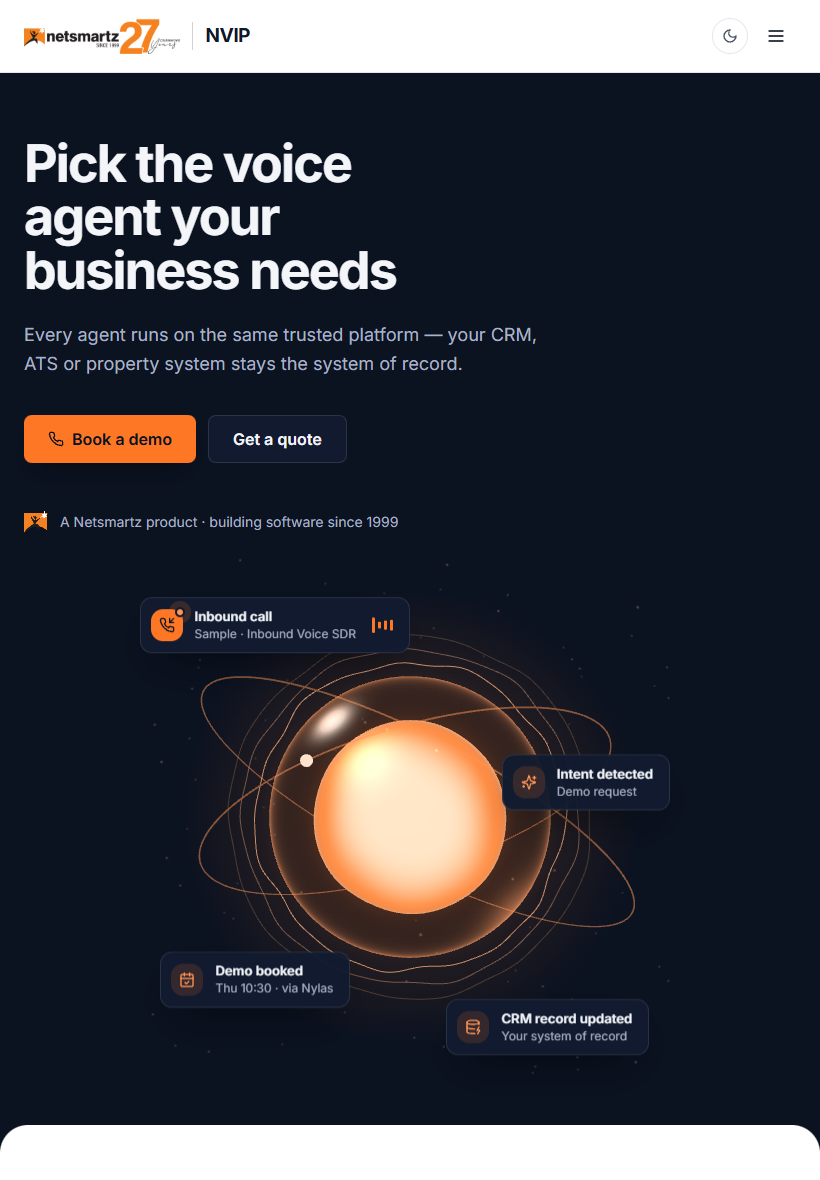 netsmartz
SINCE 1999
27
Years
NVIP
Pick the voice
agent your
business needs
Every agent runs on the same trusted platform — your CRM,
ATS or property system stays the system of record.
Book a demo
Get a quote
A Netsmartz product · building software since 1999
Inbound call
Sample · Inbound Voice SDR
Intent detected
Demo request
Demo booked
Thu 10:30 · via Nylas
CRM record updated
Your system of record